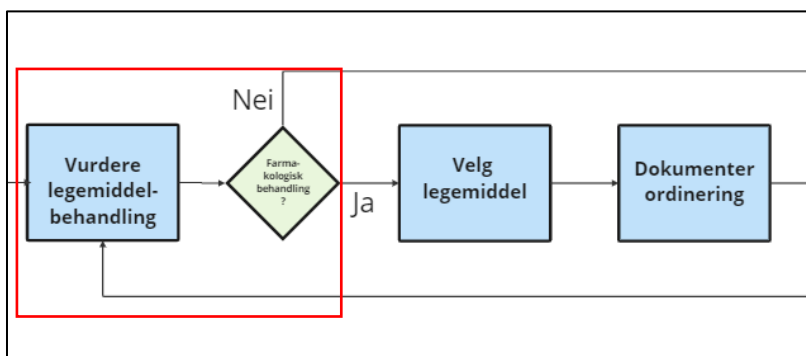 Nei
Vurdere
legemiddel-
behandling
Farma-
kologisk
behandling
?
Ja
Velg
legemiddel
Dokumenter
ordinering